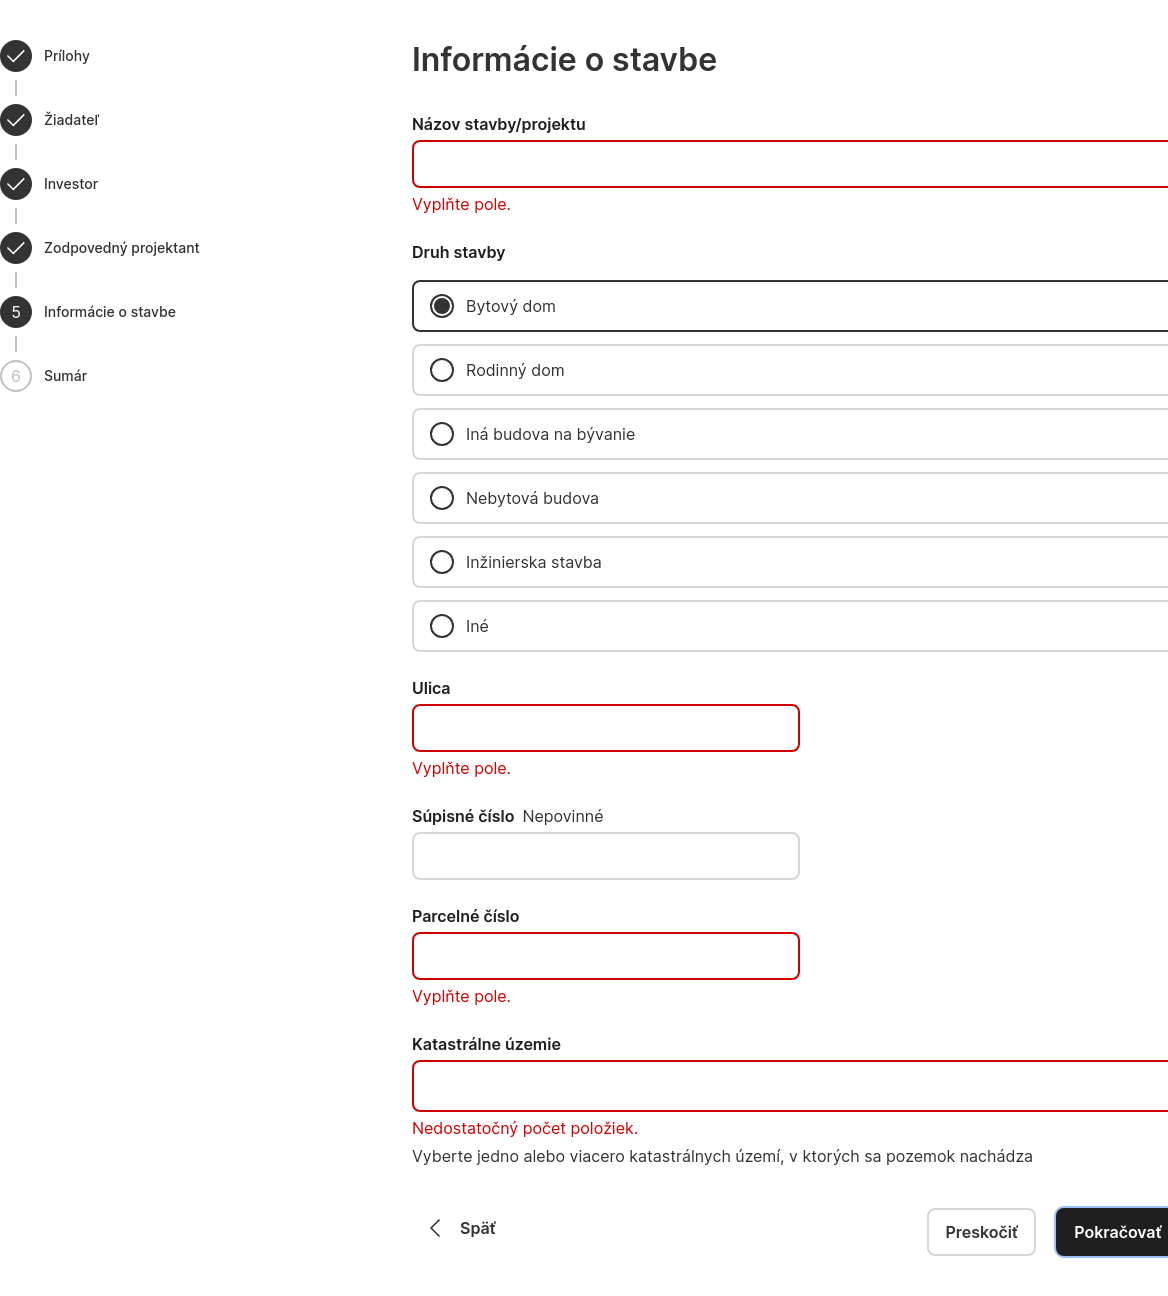 Prílohy
Žiadateľ
Investor
Zodpovedný projektant
5 Informácie o stavbe
6 Sumár
Informácie o stavbe
Názov stavby/projektu
Vyplňte pole.
Druh stavby
Bytový dom
Rodinný dom
Iná budova na bývanie
Nebytová budova
Inžinierska stavba
Iné
Ulica
Vyplňte pole.
Súpisné číslo Nepovinné
Parcelné číslo
Vyplňte pole.
Katastrálne územie
Nedostatočný počet položiek.
Vyberte jedno alebo viacero katastrálnych území, v ktorých sa pozemok nachádza
Späť
Preskočiť
Pokračovať